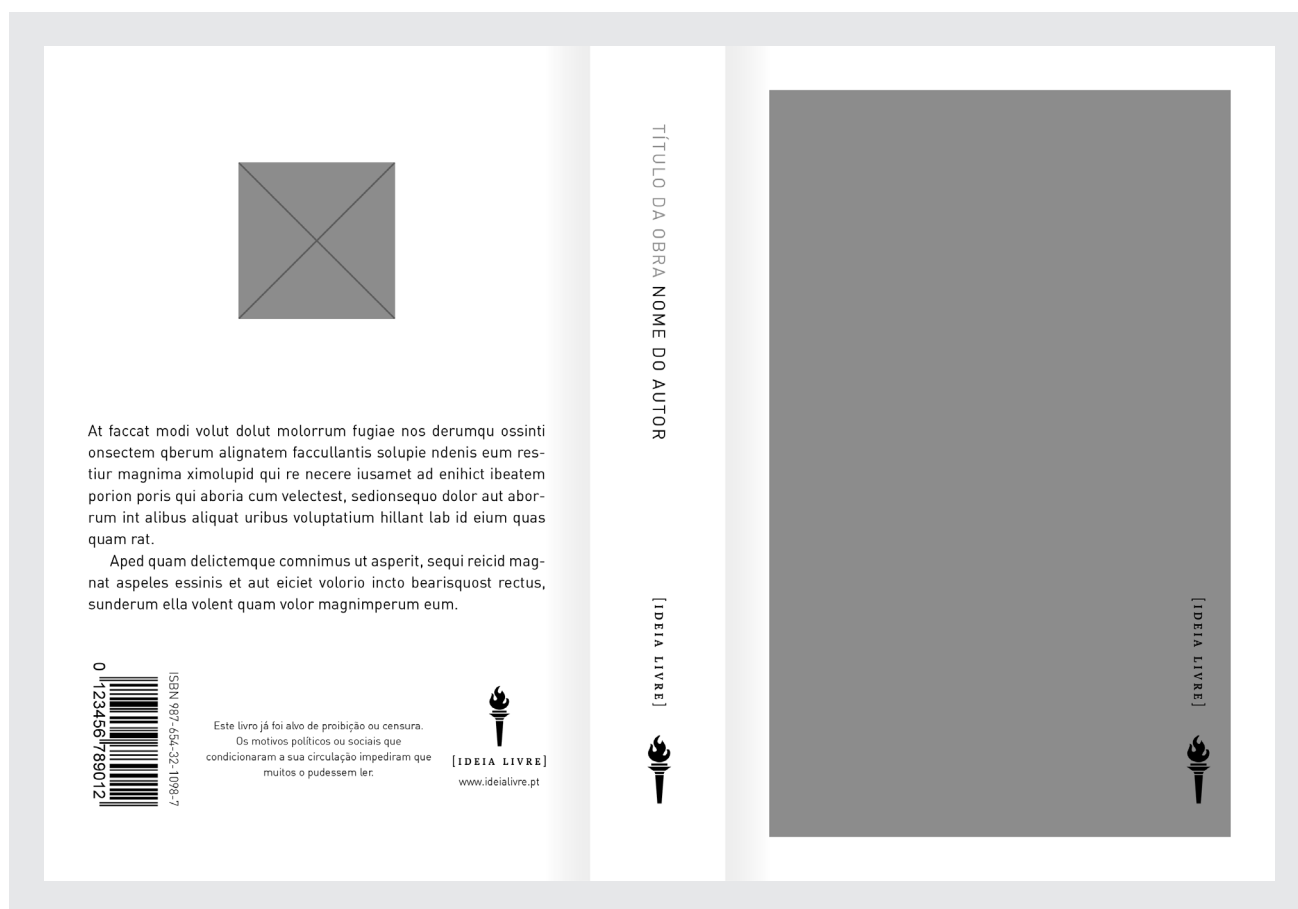 At faccat modi volut dolut molorrum fugiae nos derumqu ossinti
onsectem qberum alignatem faccullantis solupie ndenis eum res-
tiur magnima ximolupid qui re necere iusamet ad enihict ibeatem
porion poris qui aboria cum velectest, sedionsequo dolor aut abor-
rum int alibus aliquat uribus voluptatium hillant lab id eium quas
quam rat.
Aped quam delictemque comnimus ut asperit, sequi reicid mag-
nat aspeles essinis et aut eiciet volorio incto bearisquost rectus,
sunderum ella volent quam volor magnimperum eum.
0 123456 789012
ISBN 987-654-32-1098-7
Este livro já foi alvo de proibição ou censura.
Os motivos políticos ou sociais que
condicionaram a sua circulação impediram que
muitos o pudessem ler.
[IDEIA LIVRE]
www.ideialivre.pt
TÍTULO DA OBRA NOME DO AUTOR
[IDEIA LIVRE]
[IDEIA LIVRE]